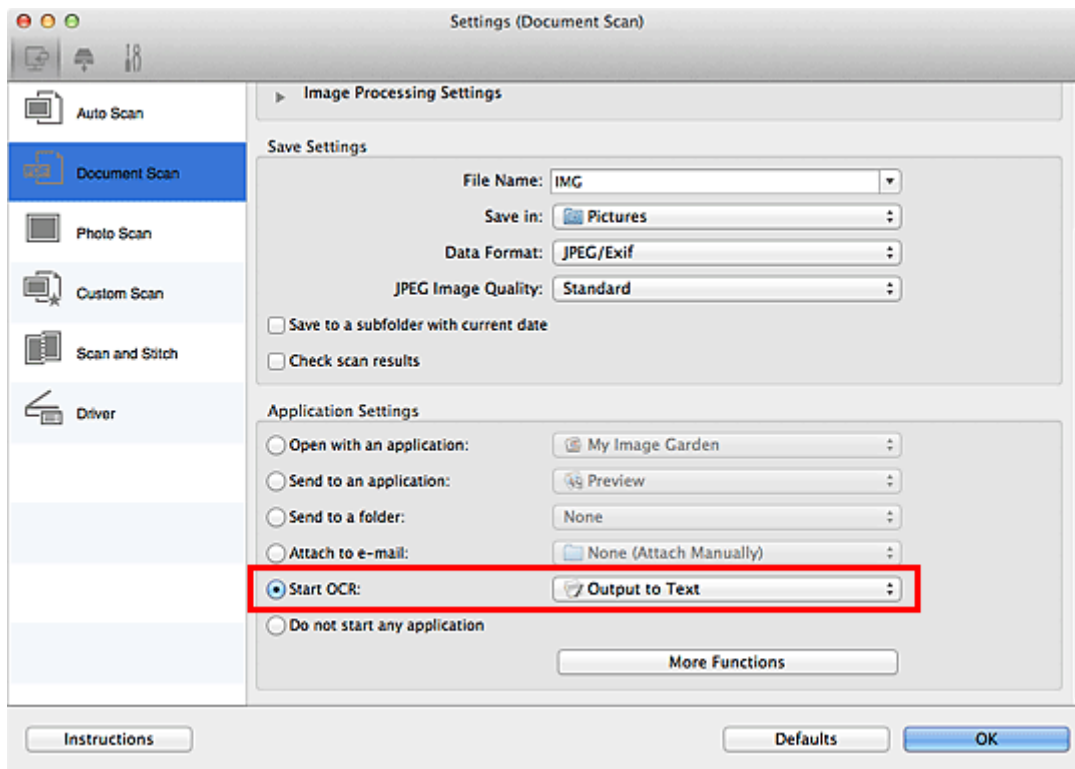 Settings (Document Scan)
Auto Scan
Document Scan
Photo Scan
Custom Scan
Scan and Stitch
Driver
Image Processing Settings
Save Settings
File Name: IMG
Save in: Pictures
Data Format: JPEG/Exif
JPEG Image Quality: Standard
Save to a subfolder with current date
Check scan results
Application Settings
Open with an application: My Image Garden
Send to an application: Preview
Send to a folder: None
Attach to e-mail: None (Attach Manually)
Start OCR: Output to Text
Do not start any application
More Functions
Instructions Defaults OK